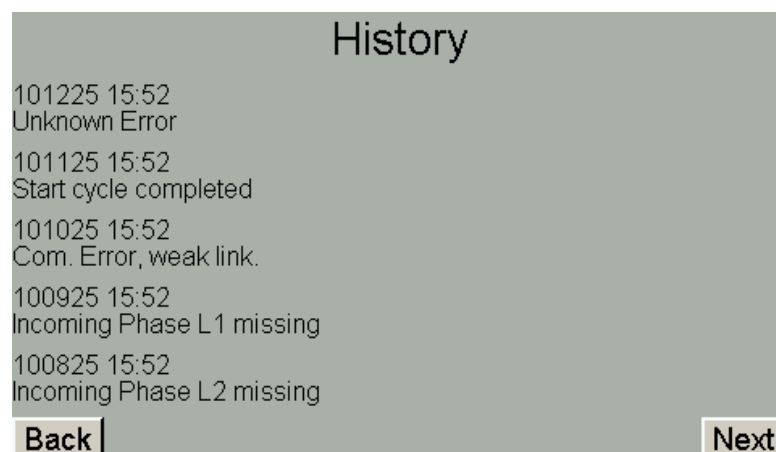 History
101225 15:52
Unknown Error
101125 15:52
Start cycle completed
101025 15:52
Com. Error, weak link.
100925 15:52
Incoming Phase L1 missing
100825 15:52
Incoming Phase L2 missing
Back
Next